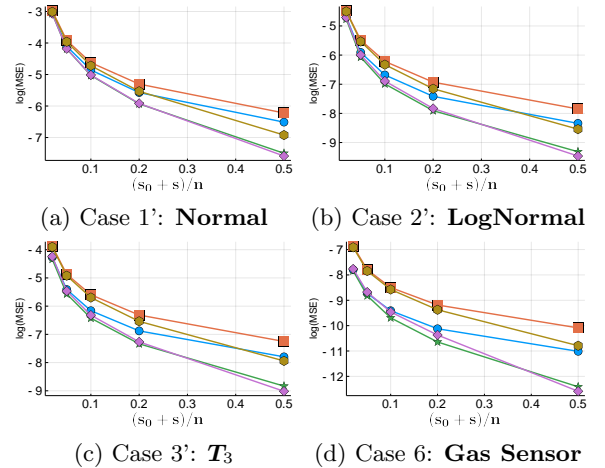 log(MSE)
- 3
- 4
- 5
- 6
- 7
0.1 0.2 0.3 0.4 0.5
(s₀ + s)/n
(a) Case 1’: Normal
log(MSE)
- 5
- 6
- 7
- 8
- 9
0.1 0.2 0.3 0.4 0.5
(s₀ + s)/n
(b) Case 2’: LogNormal
log(MSE)
- 4
- 5
- 6
- 7
- 8
- 9
0.1 0.2 0.3 0.4 0.5
(s₀ + s)/n
(c) Case 3’: T₃
log(MSE)
-7
-8
-9
-10
-11
-12
0.1 0.2 0.3 0.4 0.5
(s₀ + s)/n
(d) Case 6: Gas Sensor